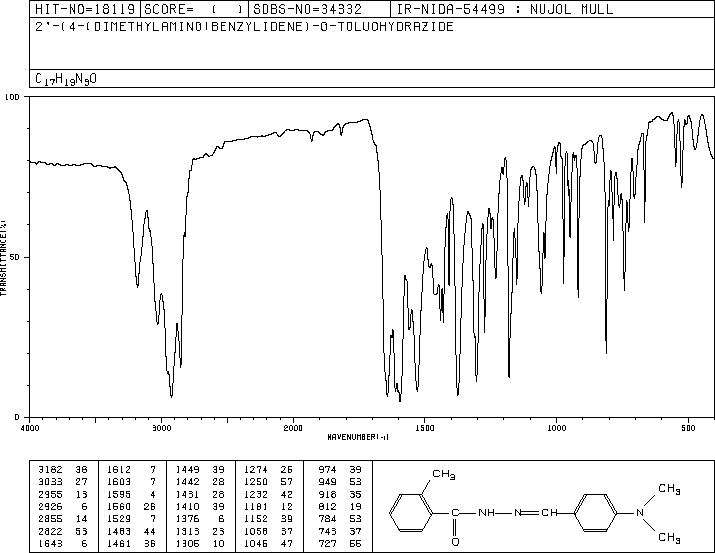 HIT-NO=18119 SCORE= ( ) SDBS-NO=34332 IR-NIDA-54499 : NUJOL MULL
2'-(4-(DIMETHYLAMINO)BENZYLIDENE)-O-TOLUOHYDRAZIDE
C17H19N3O
100
50
0
TRANSMITTANCE(%)
4000 3000 2000 1500 1000 500
WAVENUMBER(-1)
3182 38 1612 7 1449 39 1274 25 974 39
3033 27 1603 7 1442 28 1250 57 949 53
2955 13 1595 4 1431 28 1232 42 918 35
2926 6 1560 26 1410 39 1181 12 812 19
2855 14 1529 7 1376 6 1152 39 784 53
2822 53 1483 44 1313 23 1058 37 743 37
1643 6 1461 36 1305 10 1046 47 727 55
CH3
CH3
C NH N CH N
O
CH3